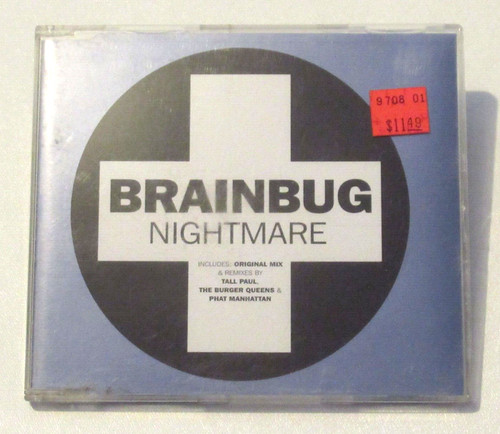 9708 01
$11.49
BRAINBUG
NIGHTMARE
INCLUDES: ORIGINAL MIX
& REMIXES BY
TALL PAUL,
THE BURGER QUEENS &
PHAT MANHATTAN